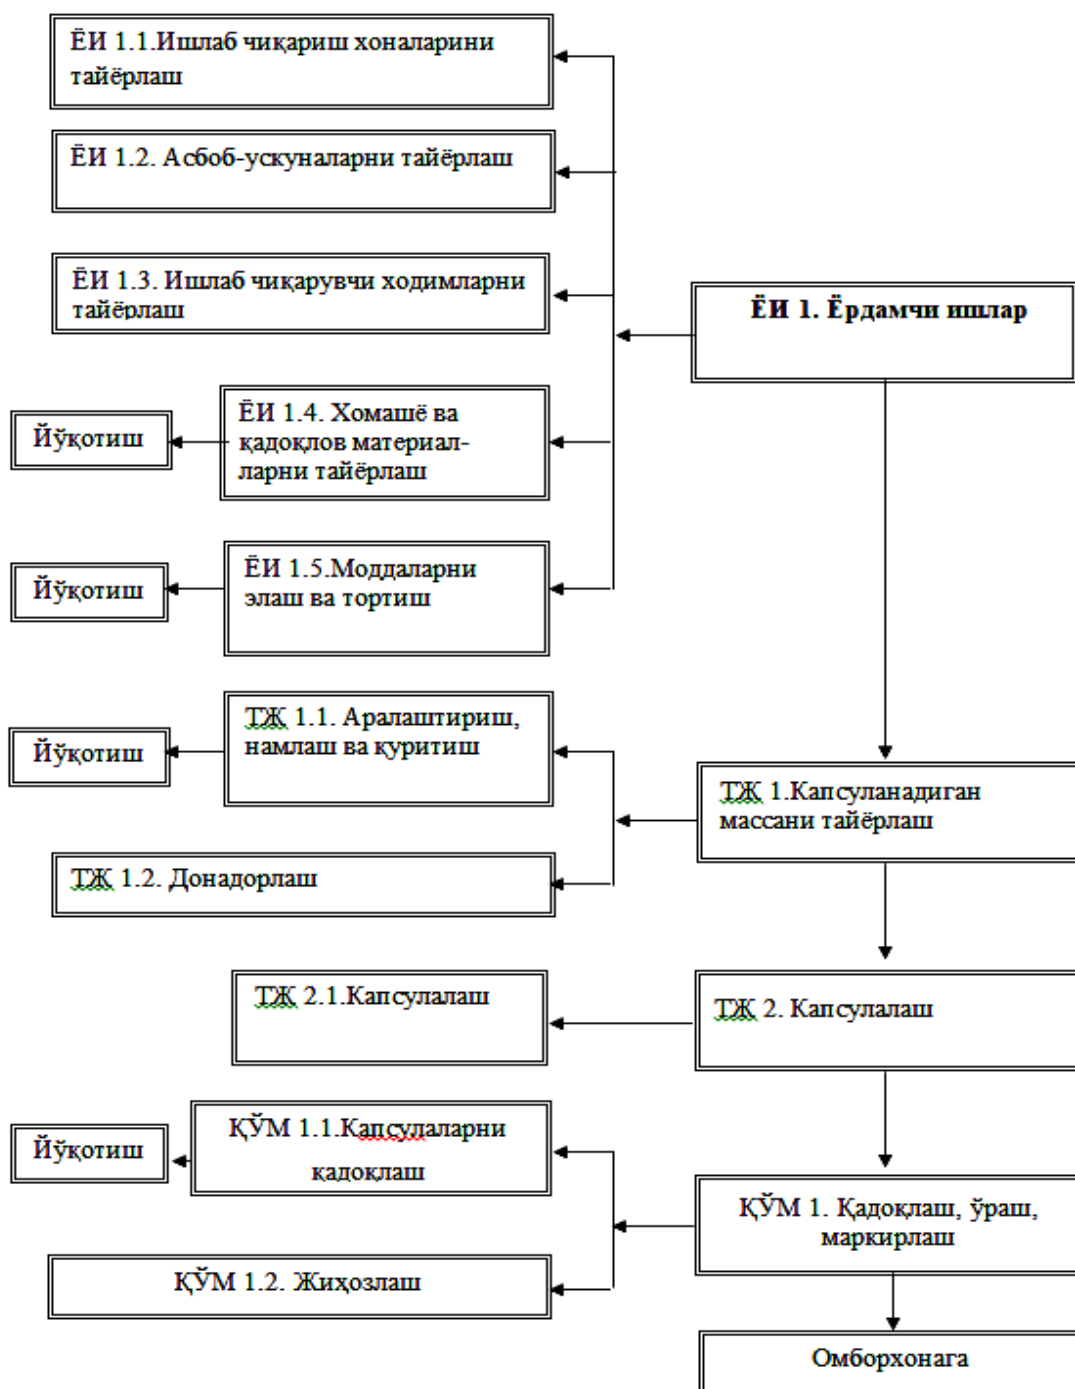 ЁИ 1.1.Ишлаб чиқариш хоналарини
тайёрлаш
ЁИ 1.2. Асбоб-ускуналарни тайёрлаш
ЁИ 1.3. Ишлаб чиқарувчи ходимларни
тайёрлаш
ЁИ 1. Ёрдамчи ишлар
Йўқотиш
ЁИ 1.4. Хомашё ва
қадоқлов материал-
ларни тайёрлаш
Йўқотиш
ЁИ 1.5.Моддаларни
элаш ва тортиш
Йўқотиш
ТЖ 1.1. Аралаштириш,
намлаш ва қуритиш
ТЖ 1.Капсуланадиган
массани тайёрлаш
ТЖ 1.2. Донадорлаш
ТЖ 2.1.Капсулалаш
ТЖ 2. Капсулалаш
Йўқотиш
ҚЎМ 1.1.Капсулаларни
қадоқлаш
ҚЎМ 1. Қадоқлаш, ўраш,
маркирлаш
ҚЎМ 1.2. Жиҳозлаш
Омборхонага